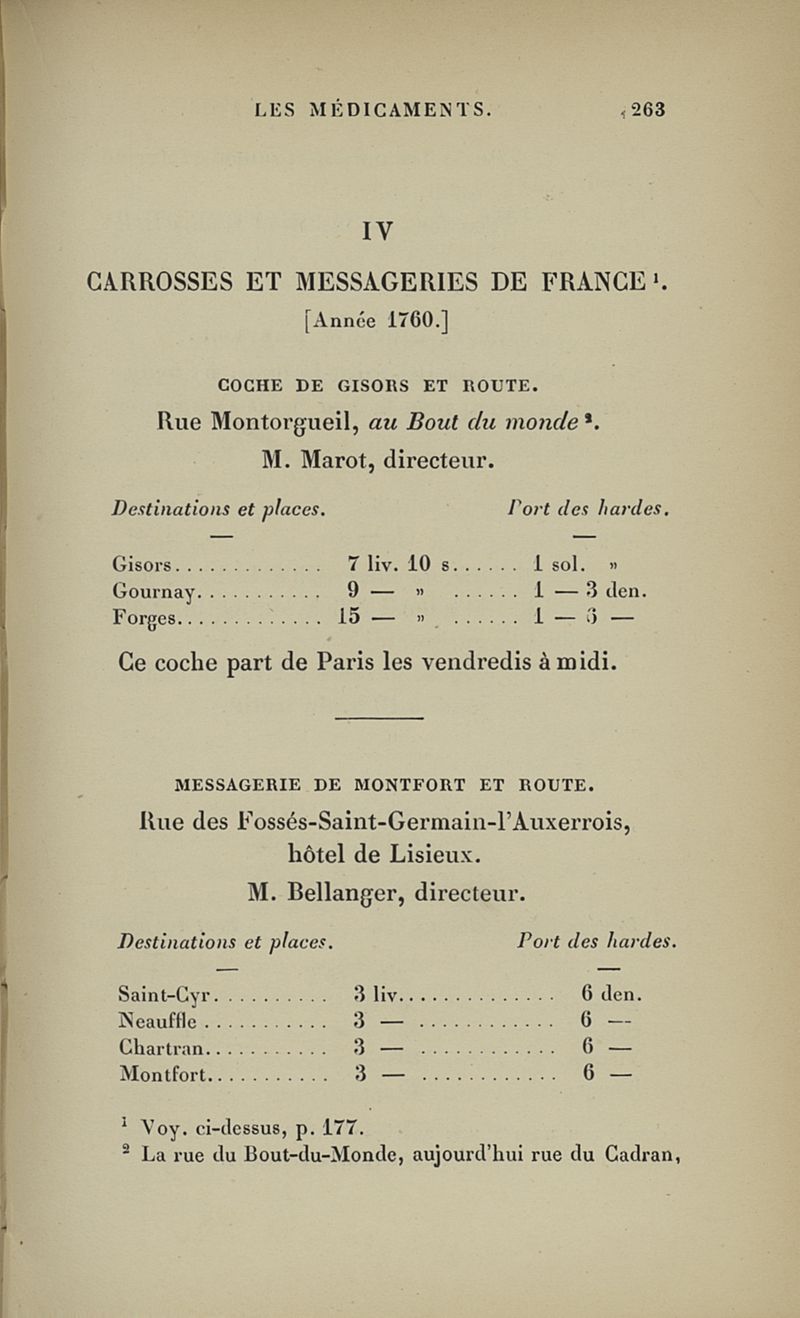 LES MÉDICAMENTS. 263
IV
CARROSSES ET MESSAGERIES DE FRANCE ¹.
[Année 1760.]
COCHE DE GISORS ET ROUTE.
Rue Montorgueil, au Bout du monde ².
M. Marot, directeur.
Destinations et places. Port des hardes.
— —
Gisors............. 7 liv. 10 s...... 1 sol. »
Gournay........... 9 — » ...... 1 — 3 den.
Forges............. 15 — » ...... 1 — 3 —
Ce coche part de Paris les vendredis à midi.
MESSAGERIE DE MONTFORT ET ROUTE.
Rue des Fossés-Saint-Germain-l'Auxerrois,
hôtel de Lisieux.
M. Bellanger, directeur.
Destinations et places. Port des hardes.
— —
Saint-Cyr.......... 3 liv.............. 6 den.
Neauffle ........... 3 — ............ 6 —
Chartran........... 3 — ............ 6 —
Montfort........... 3 — ............ 6 —
¹ Voy. ci-dessus, p. 177.
² La rue du Bout-du-Monde, aujourd'hui rue du Cadran,